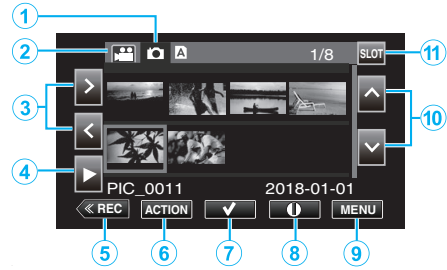 1
2 A 1/8 SLOT 11
3 10
4
PIC_0011 2018-01-01
REC ACTION MENU
5 6 7 8 9